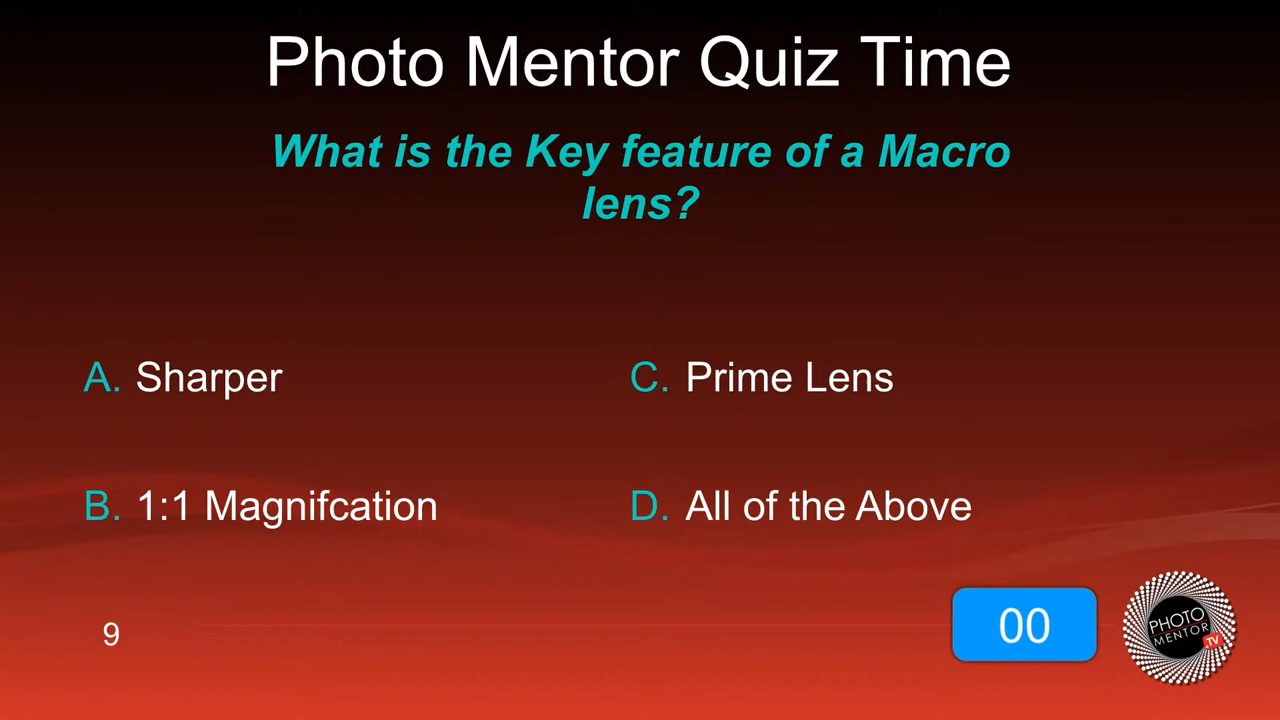 Photo Mentor Quiz Time
What is the Key feature of a Macro
lens?
A. Sharper
B. 1:1 Magnifcation
C. Prime Lens
D. All of the Above
9
00
PHOTO
MENTOR
TV